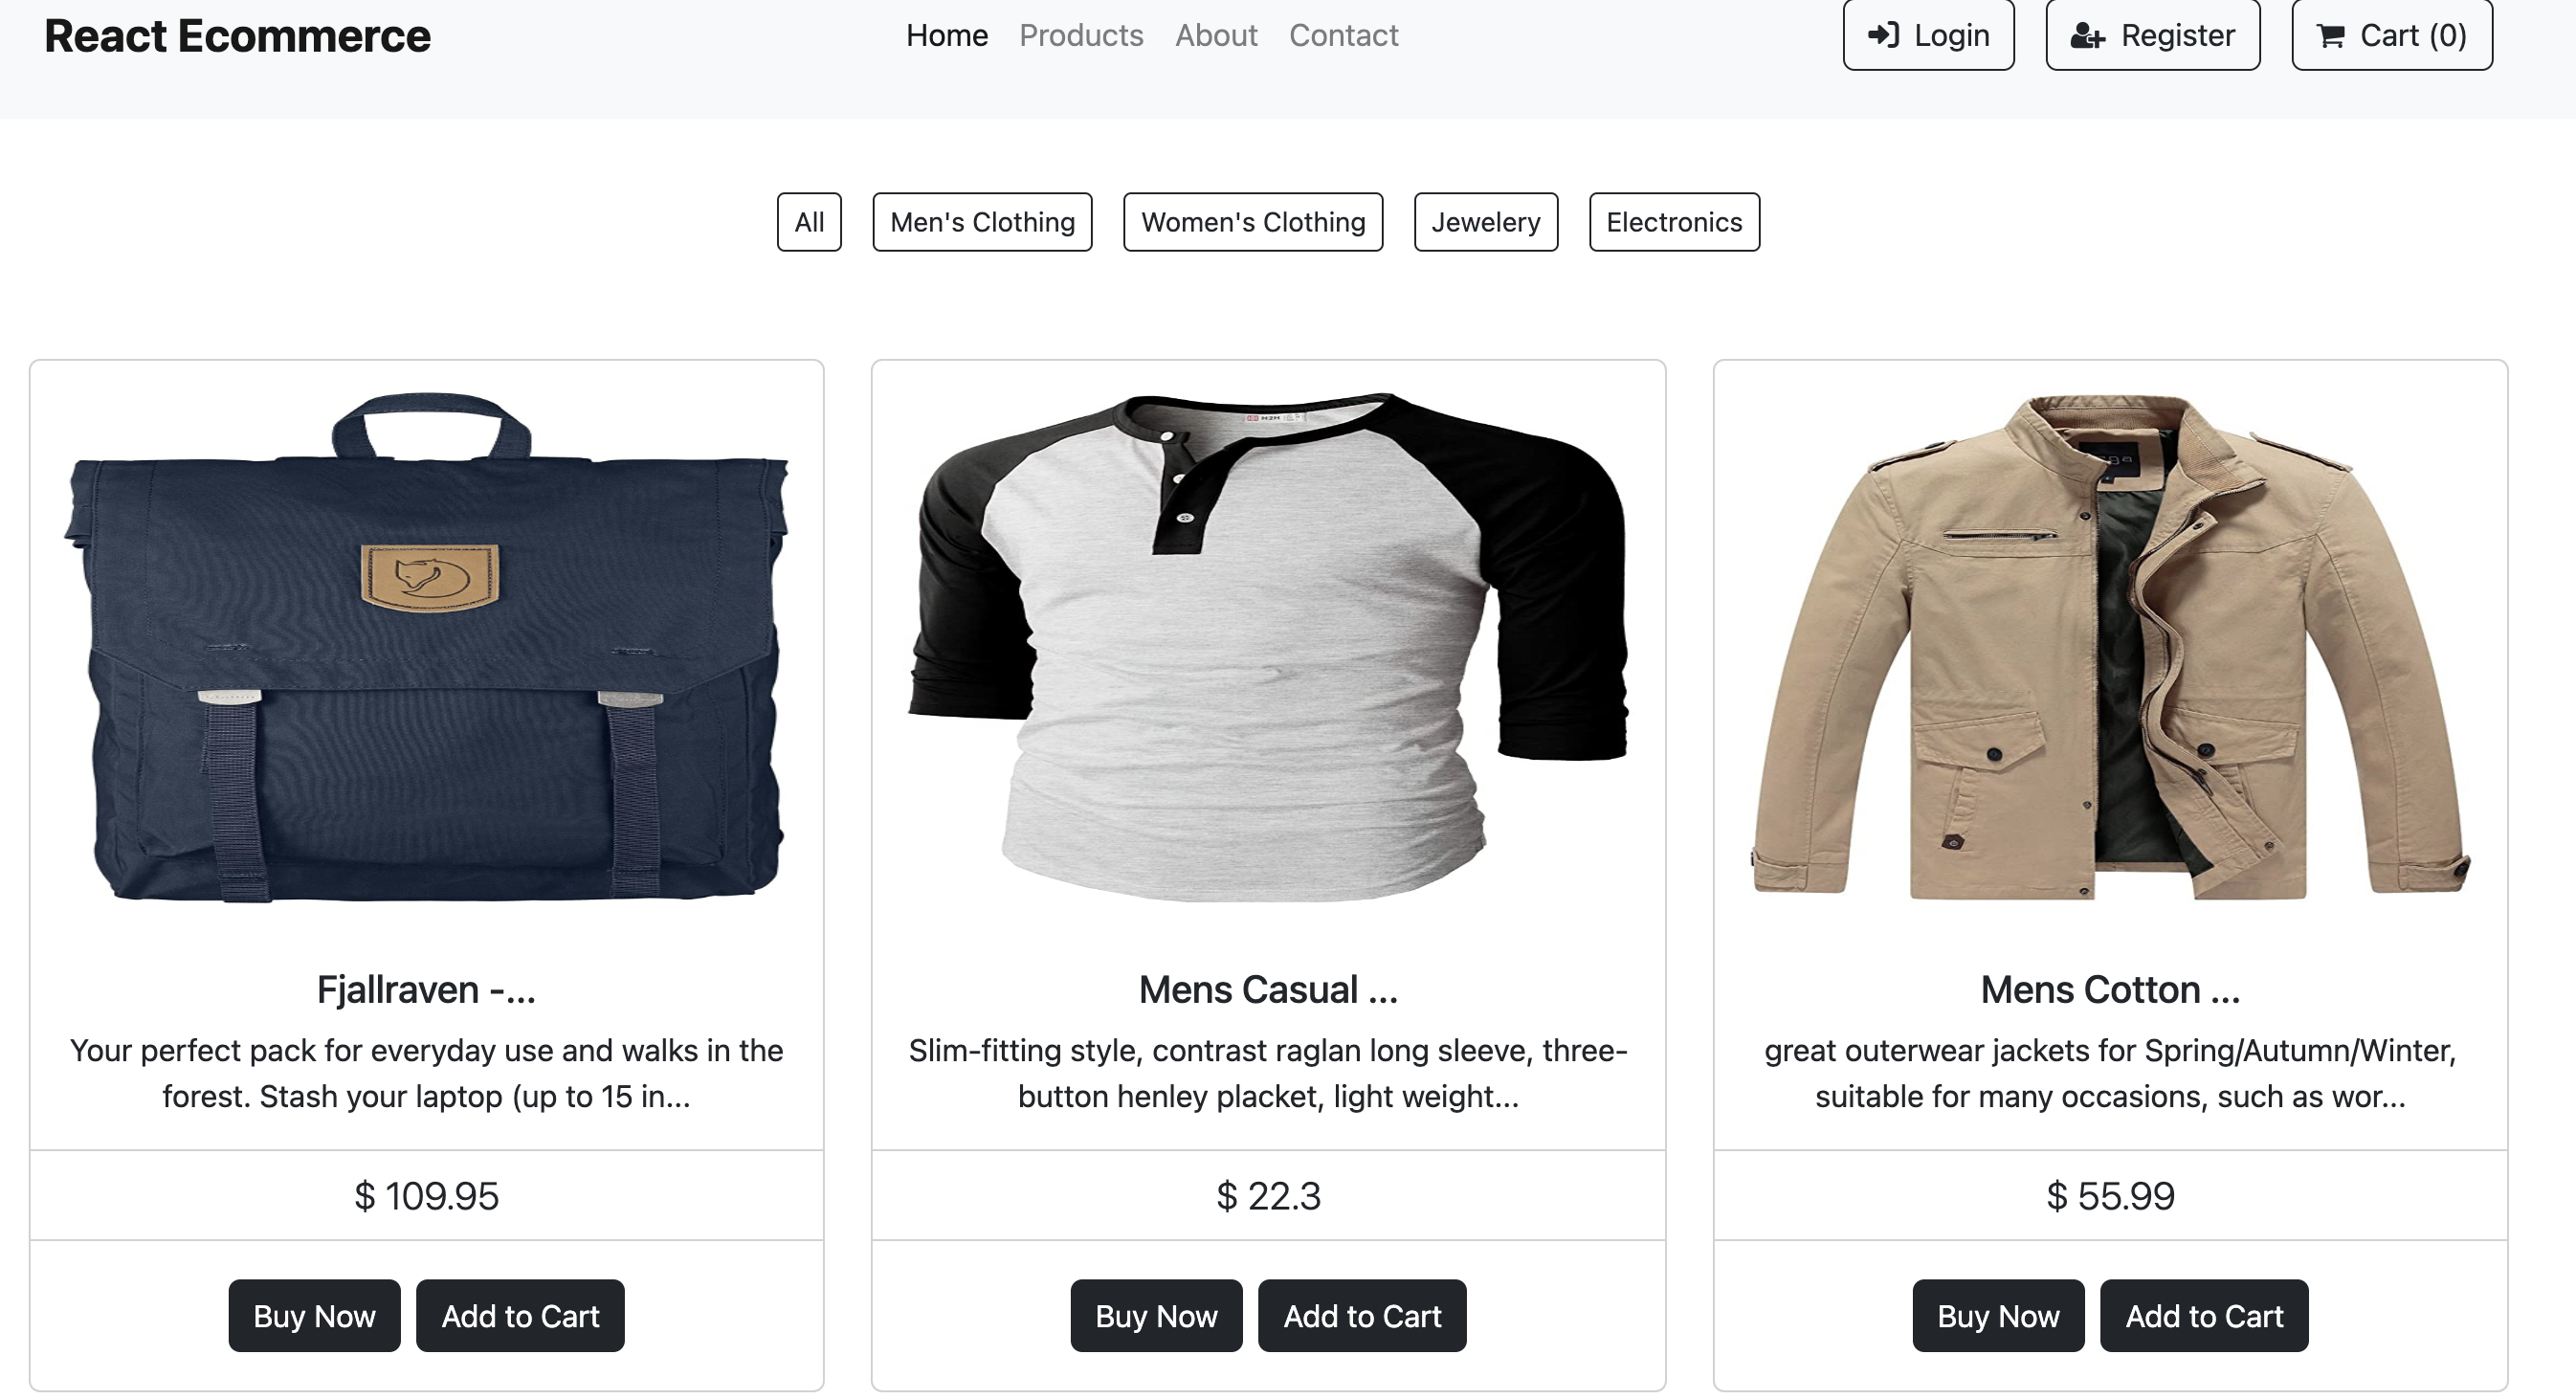 React Ecommerce
Home Products About Contact
Login Register Cart (0)
All Men's Clothing Women's Clothing Jewelery Electronics
H2H
Fjallraven -...
Your perfect pack for everyday use and walks in the
forest. Stash your laptop (up to 15 in...
$ 109.95
Buy Now Add to Cart
Mens Casual ...
Slim-fitting style, contrast raglan long sleeve, three-
button henley placket, light weight...
$ 22.3
Buy Now Add to Cart
Mens Cotton ...
great outerwear jackets for Spring/Autumn/Winter,
suitable for many occasions, such as wor...
$ 55.99
Buy Now Add to Cart